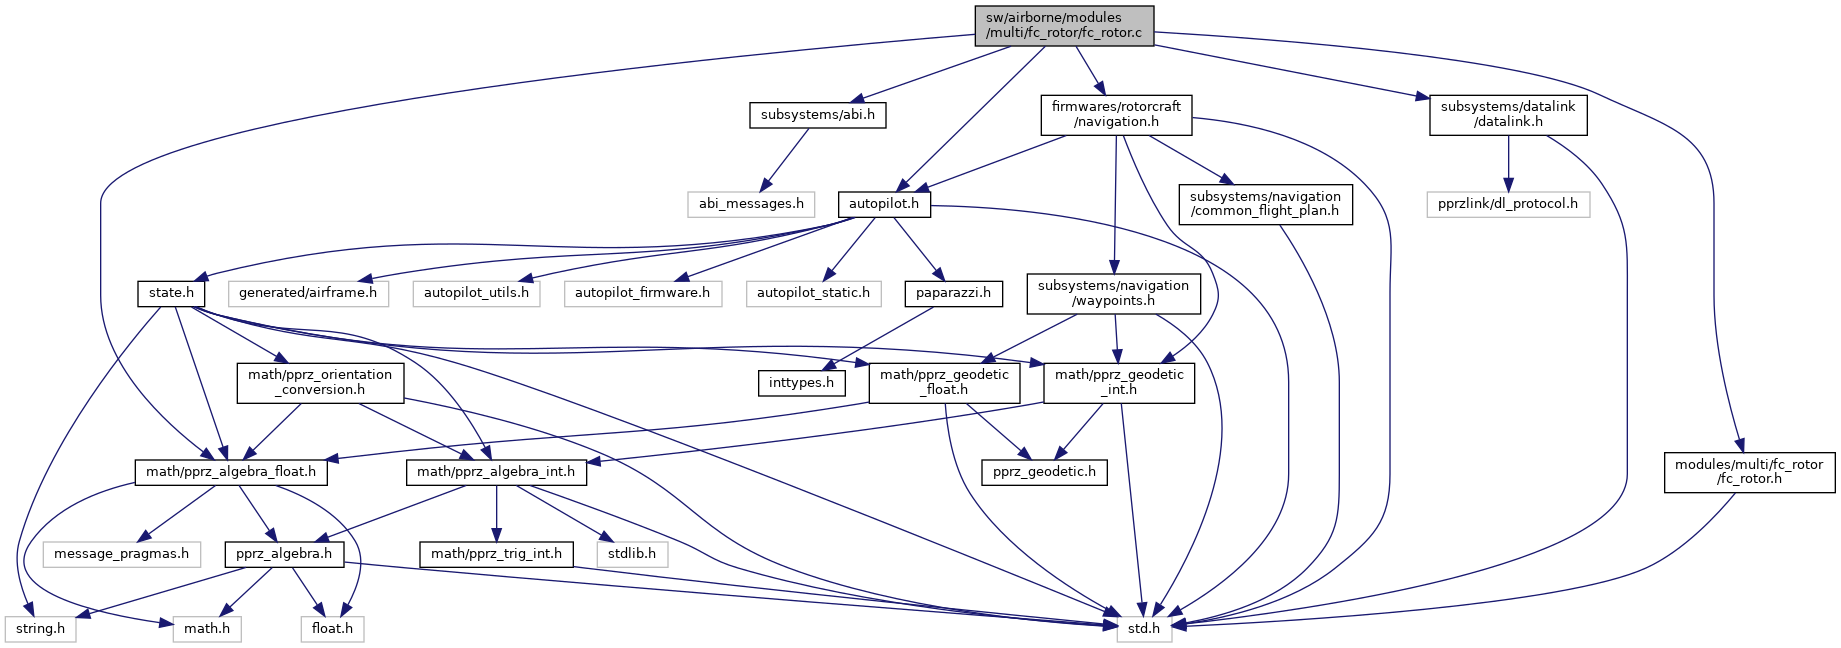 sw/airborne/modules
/multi/fc_rotor/fc_rotor.c
subsystems/abi.h
firmwares/rotorcraft
/navigation.h
subsystems/datalink
/datalink.h
abi_messages.h
autopilot.h
subsystems/navigation
/common_flight_plan.h
pprzlink/dl_protocol.h
state.h
generated/airframe.h
autopilot_utils.h
autopilot_firmware.h
autopilot_static.h
paparazzi.h
subsystems/navigation
/waypoints.h
math/pprz_orientation
_conversion.h
inttypes.h
math/pprz_geodetic
_float.h
math/pprz_geodetic
_int.h
math/pprz_algebra_float.h
math/pprz_algebra_int.h
pprz_geodetic.h
modules/multi/fc_rotor
/fc_rotor.h
message_pragmas.h
pprz_algebra.h
math/pprz_trig_int.h
stdlib.h
string.h
math.h
float.h
std.h